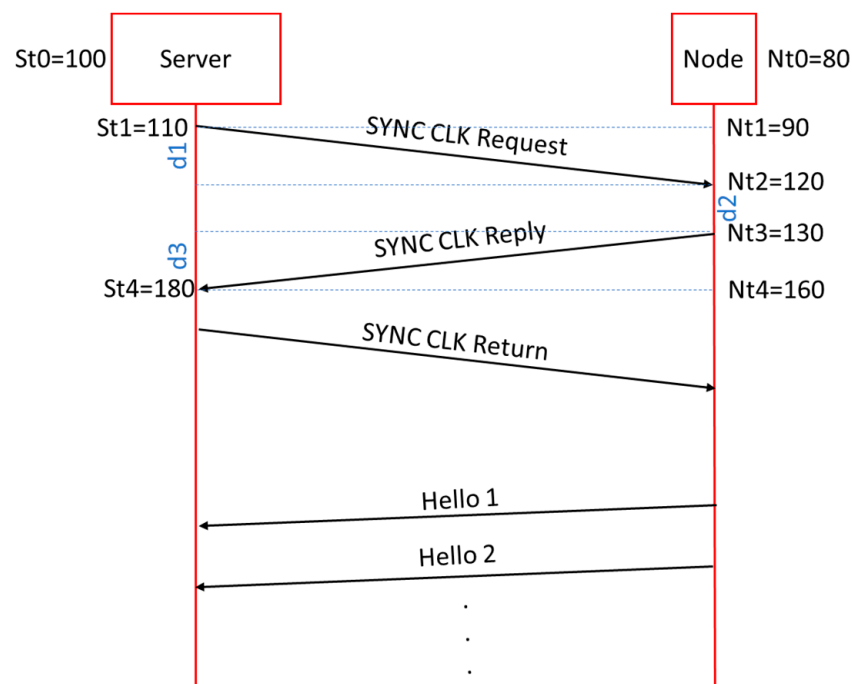 St0=100
Server
Node
Nt0=80
St1=110
SYNC CLK Request
Nt1=90
d1
Nt2=120
d2
SYNC CLK Reply
Nt3=130
d3
St4=180
Nt4=160
SYNC CLK Return
Hello 1
Hello 2
.
.
.